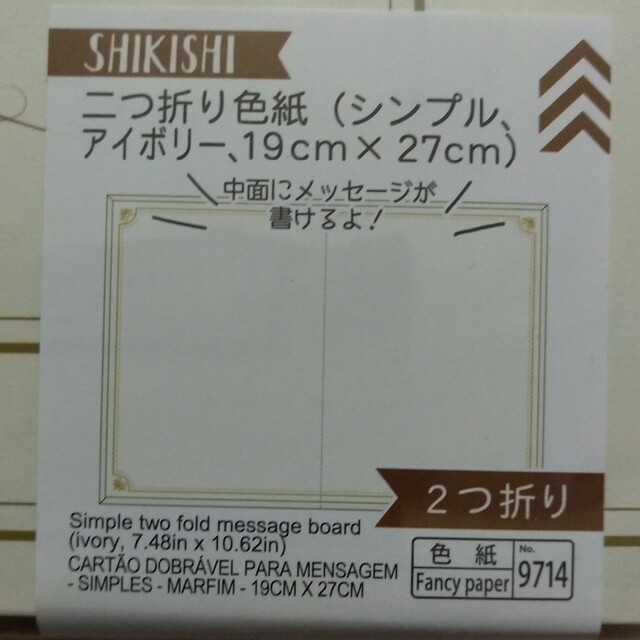 SHIKISHI
二つ折り色紙（シンプル、
アイボリー、19cm×27cm）
中面にメッセージが
書けるよ！
2つ折り
Simple two fold message board
(ivory, 7.48in x 10.62in)
CARTÃO DOBRÁVEL PARA MENSAGEM
- SIMPLES - MARFIM - 19CM X 27CM
色紙
Fancy paper
No.
9714